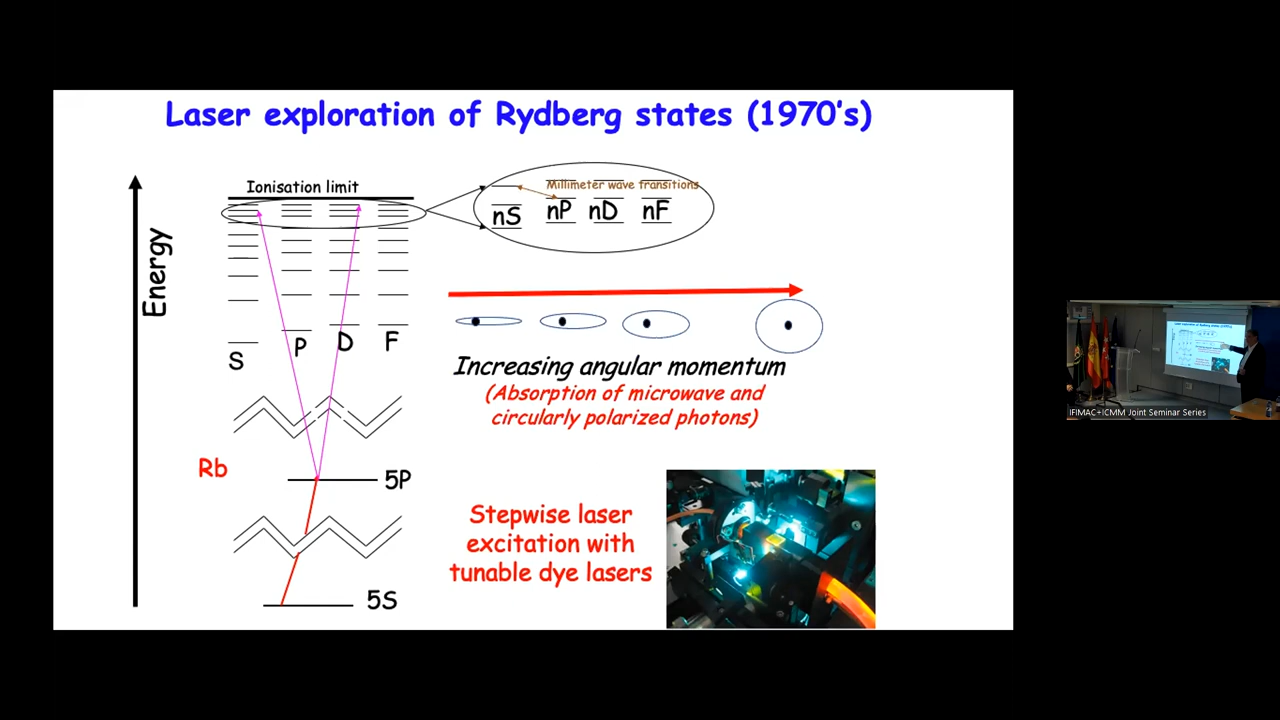 Laser exploration of Rydberg states (1970's)
Ionisation limit
Millimeter wave transitions
nS nP nD nF
Energy
S P D F
Increasing angular momentum
(Absorption of microwave and
circularly polarized photons)
Rb
5P
Stepwise laser
excitation with
tunable dye lasers
5S
IFIMAC+ICMM Joint Seminar Series